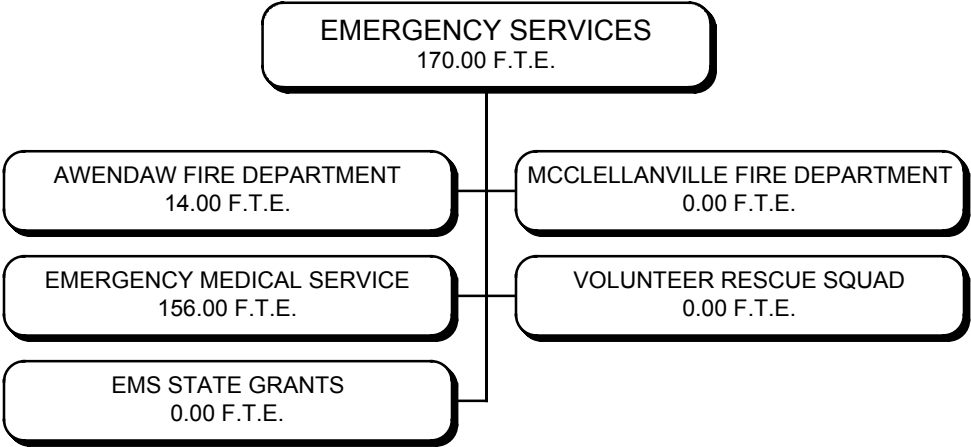 EMERGENCY SERVICES
170.00 F.T.E.
AWENDAW FIRE DEPARTMENT
14.00 F.T.E.
MCCLELLANVILLE FIRE DEPARTMENT
0.00 F.T.E.
EMERGENCY MEDICAL SERVICE
156.00 F.T.E.
VOLUNTEER RESCUE SQUAD
0.00 F.T.E.
EMS STATE GRANTS
0.00 F.T.E.